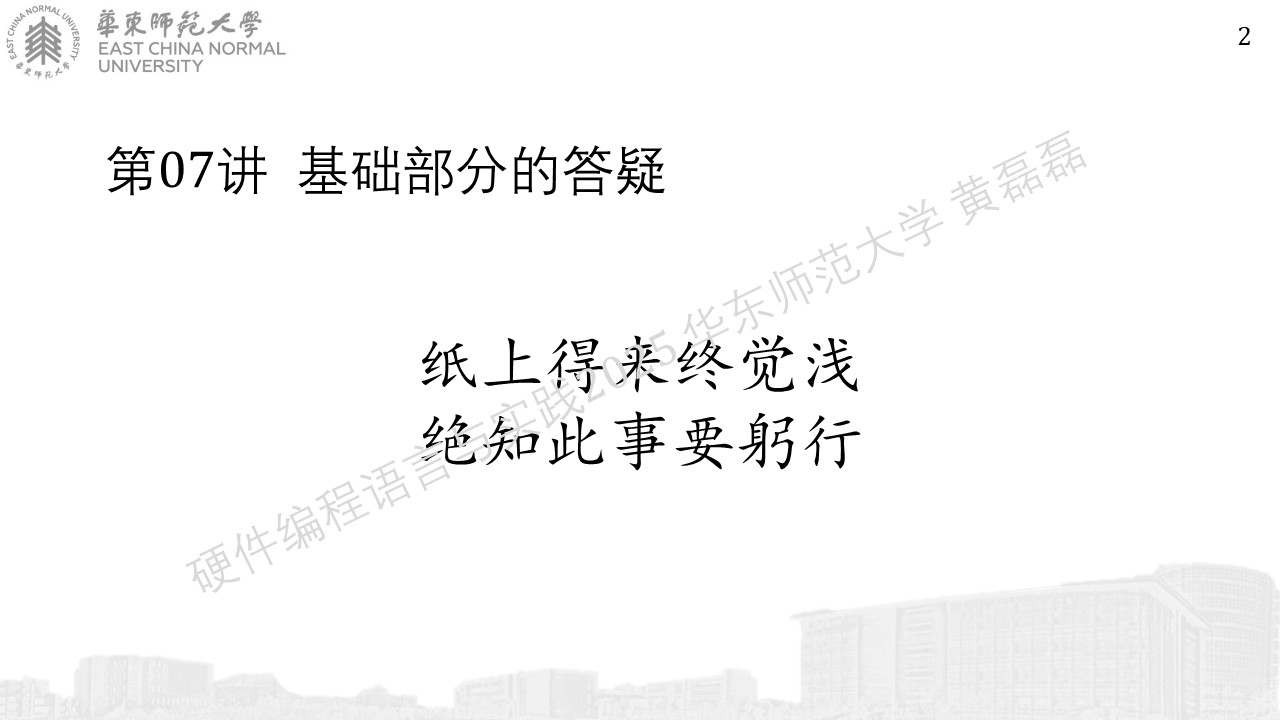 華東師範大學
EAST CHINA NORMAL
UNIVERSITY
EAST CHINA NORMAL UNIVERSITY
華東師範大學
2
第07讲 基础部分的答疑
纸上得来终觉浅
绝知此事要躬行
硬件编程语言与实践2025 华东师范大学 黄磊磊